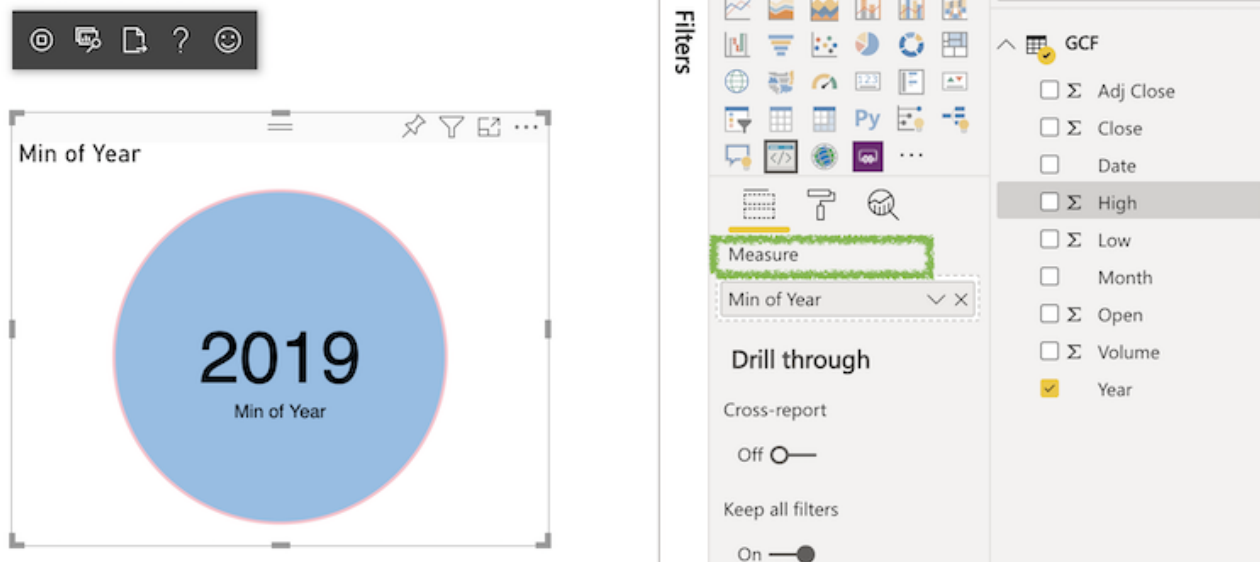 ?
Min of Year
2019
Min of Year
Filters
123
Py
</>
...
Measure
Min of Year
Drill through
Cross-report
Off
Keep all filters
On
GCF
Σ Adj Close
Σ Close
Date
Σ High
Σ Low
Month
Σ Open
Σ Volume
Year